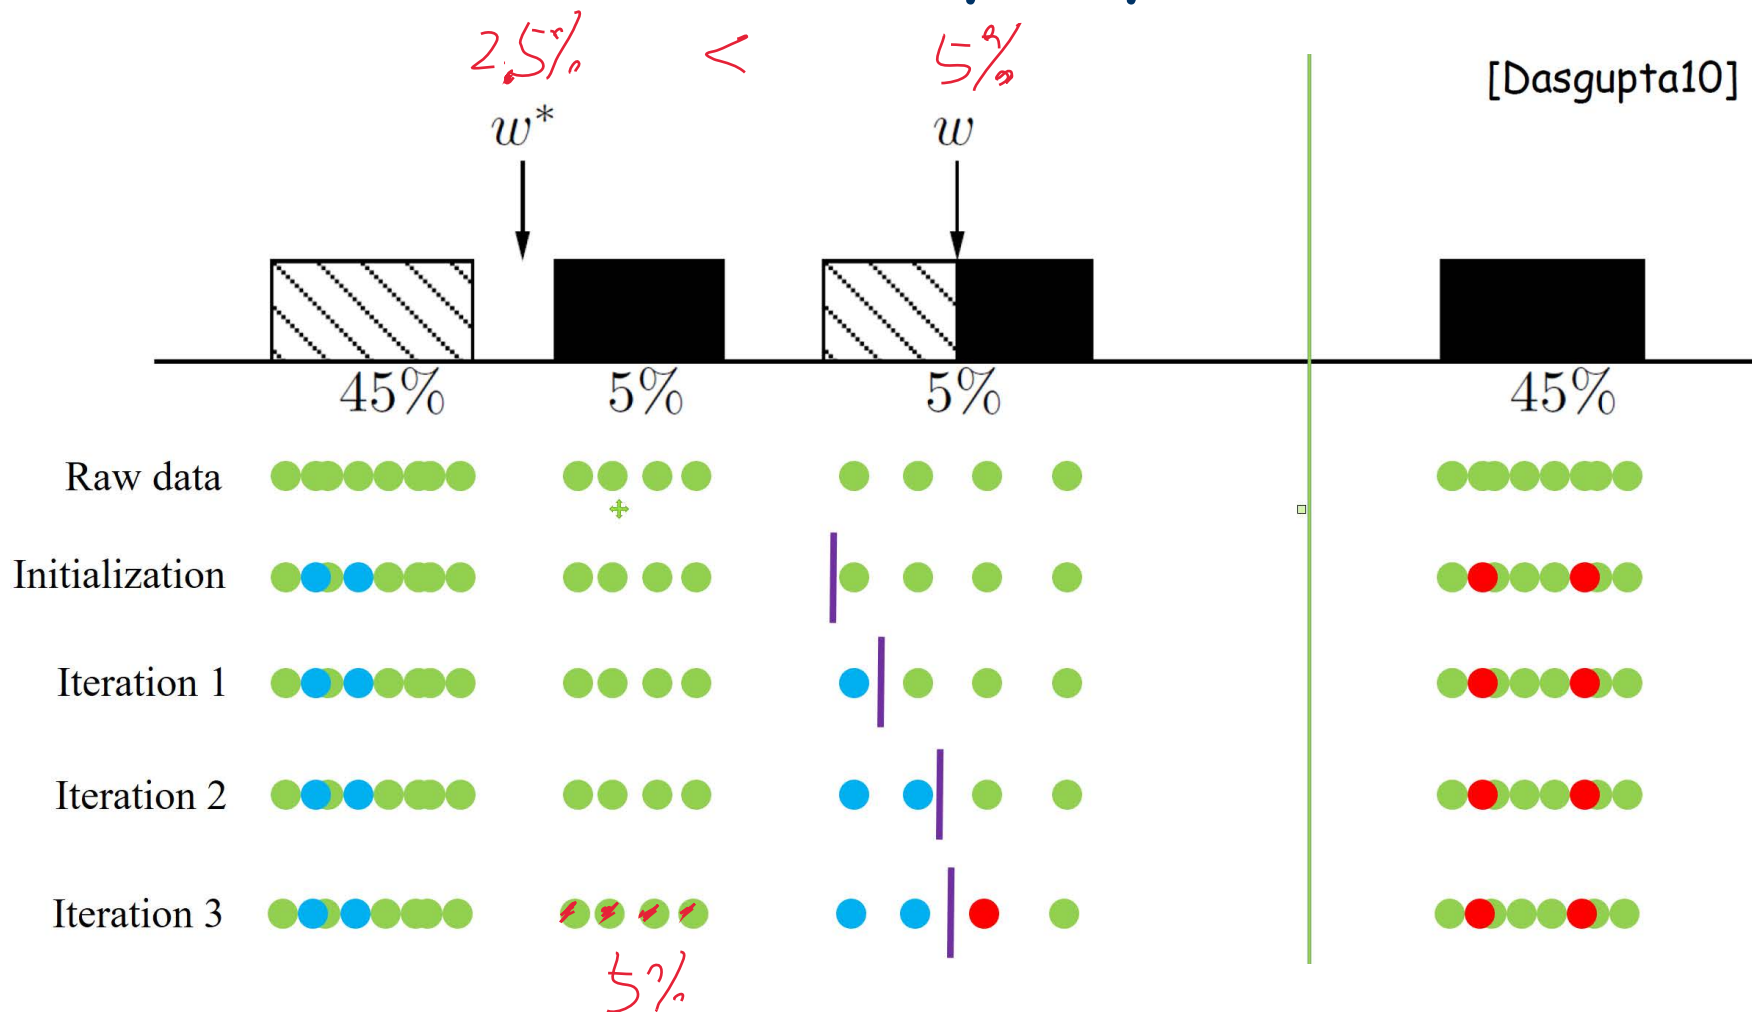 2.5% < 5%
[Dasgupta10]
w* w
45% 5% 5% 45%
Raw data
Initialization
Iteration 1
Iteration 2
Iteration 3
5%